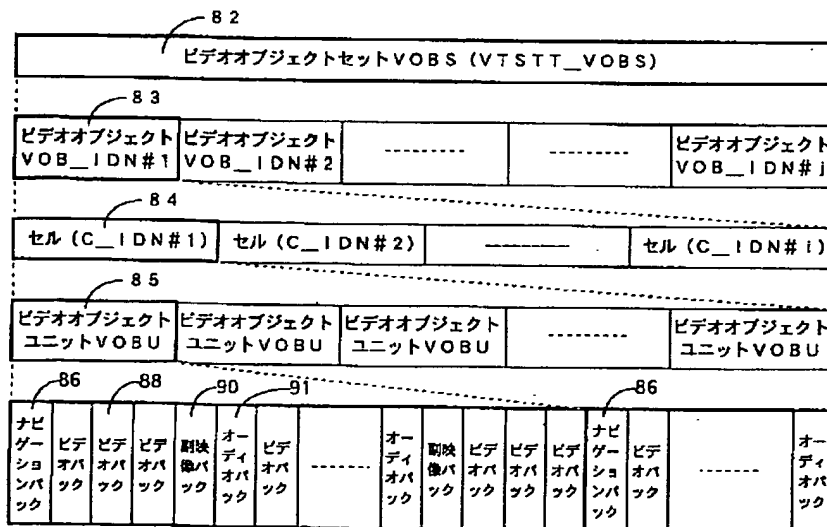 82
ビデオオブジェクトセットVOBS（VTSTT__VOBS）
83
ビデオオブジェクト
VOB__IDN#1
ビデオオブジェクト
VOB__IDN#2
ビデオオブジェクト
VOB__IDN#j
84
セル（C__IDN#1）
セル（C__IDN#2）
セル（C__IDN#i）
85
ビデオオブジェクト
ユニットVOBU
ビデオオブジェクト
ユニットVOBU
ビデオオブジェクト
ユニットVOBU
ビデオオブジェクト
ユニットVOBU
86
88
90
91
86
ナビゲーションパック
ビデオパック
ビデオパック
ビデオパック
副映像パック
オーディオパック
ビデオパック
オーディオパック
副映像パック
ビデオパック
ビデオパック
ビデオパック
ナビゲーションパック
ビデオパック
オーディオパック